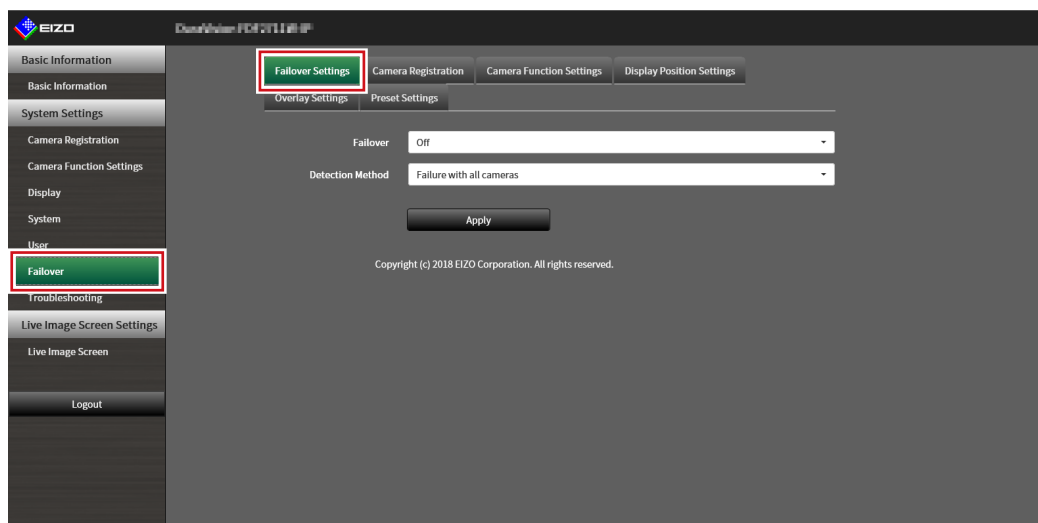 EIZO
Basic Information
Basic Information
System Settings
Camera Registration
Camera Function Settings
Display
System
User
Failover
Troubleshooting
Live Image Screen Settings
Live Image Screen
Logout
Failover Settings Camera Registration Camera Function Settings Display Position Settings
Overlay Settings Preset Settings
Failover Off
Detection Method Failure with all cameras
Apply
Copyright (c) 2018 EIZO Corporation. All rights reserved.